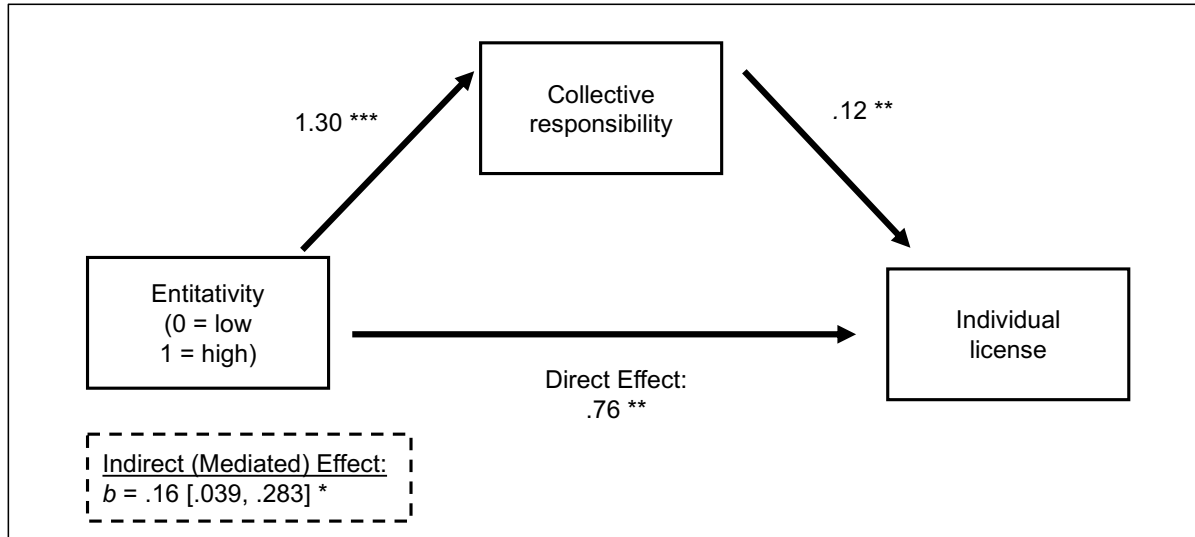 Collective
responsibility
1.30 ***
.12 **
Entitativity
(0 = low
1 = high)
Individual
license
Direct Effect:
.76 **
Indirect (Mediated) Effect:
b = .16 [.039, .283] *